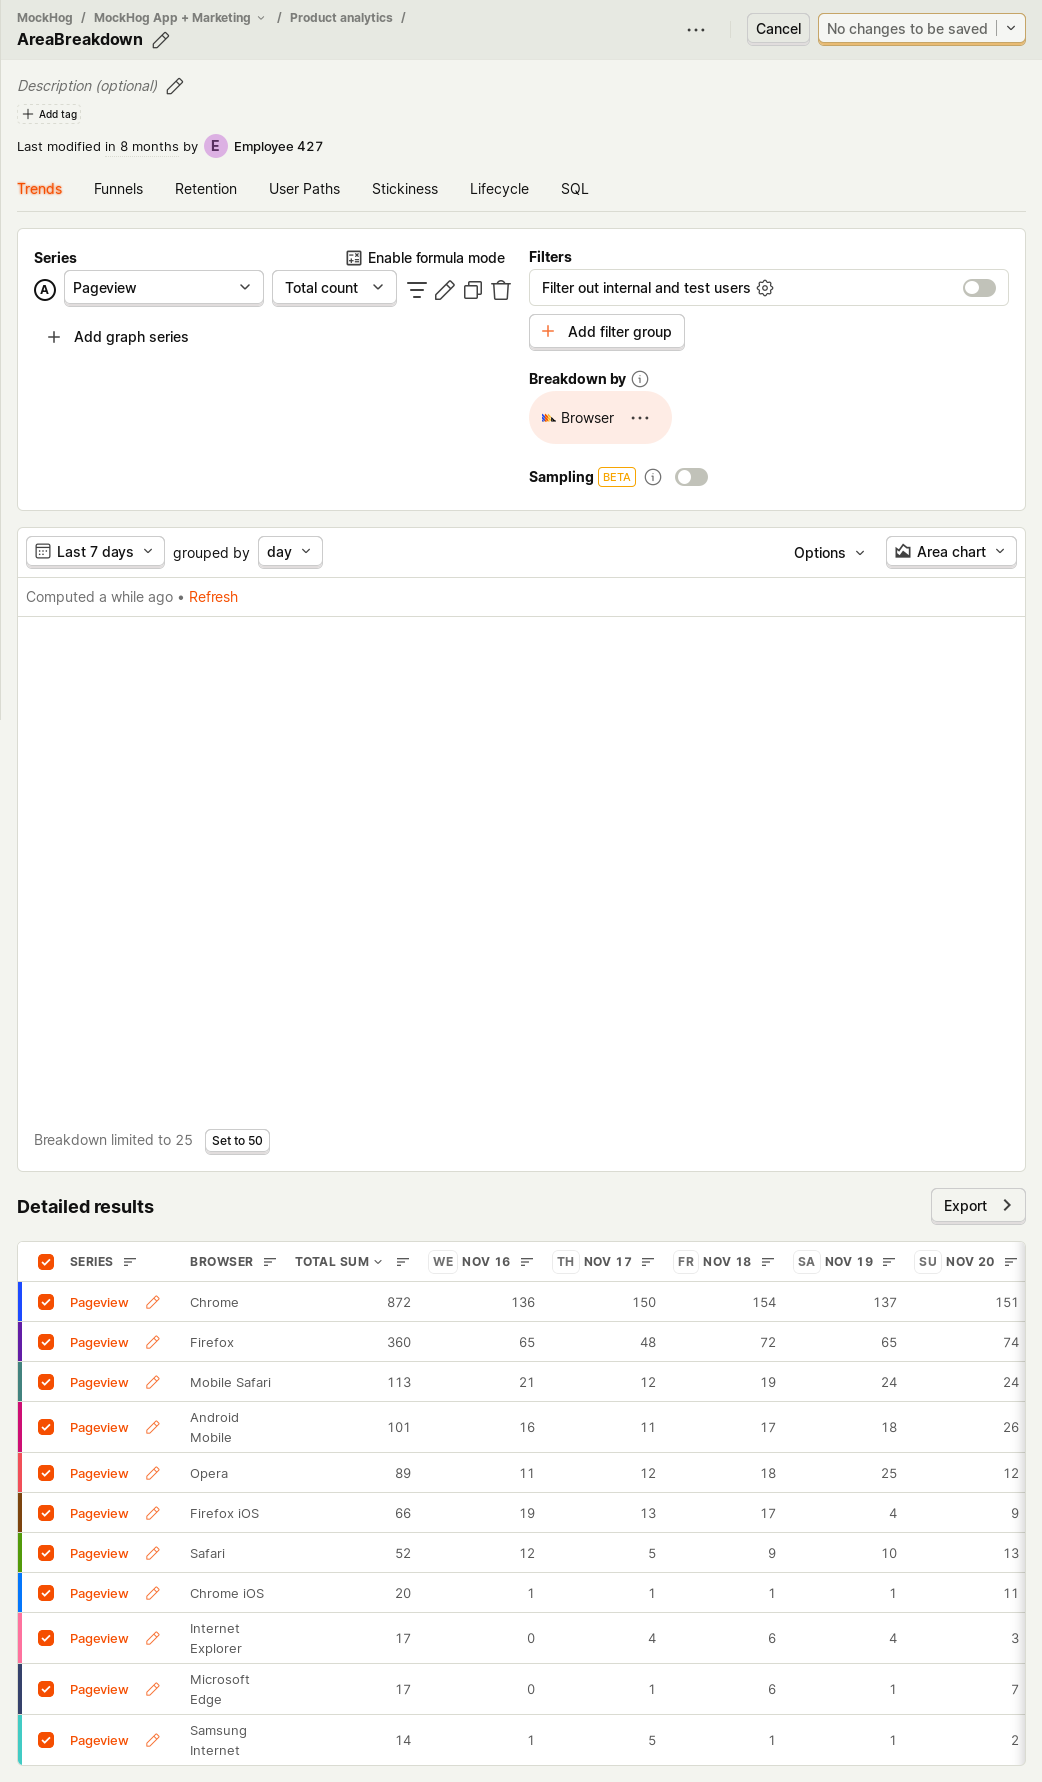 MockHog / MockHog App + Marketing / Product analytics /
AreaBreakdown
Cancel
No changes to be saved
Description (optional)
Add tag
Last modified in 8 months by E Employee 427
Trends Funnels Retention User Paths Stickiness Lifecycle SQL
Series
Enable formula mode
A Pageview Total count
Add graph series
Filters
Filter out internal and test users
Add filter group
Breakdown by
Browser
Sampling BETA
Last 7 days grouped by day Options Area chart
Computed a while ago • Refresh
Breakdown limited to 25 Set to 50
Detailed results
Export
SERIES BROWSER TOTAL SUM WE NOV 16 TH NOV 17 FR NOV 18 SA NOV 19 SU NOV 20
Pageview Chrome 872 136 150 154 137 151
Pageview Firefox 360 65 48 72 65 74
Pageview Mobile Safari 113 21 12 19 24 24
Pageview Android Mobile 101 16 11 17 18 26
Pageview Opera 89 11 12 18 25 12
Pageview Firefox iOS 66 19 13 17 4 9
Pageview Safari 52 12 5 9 10 13
Pageview Chrome iOS 20 1 1 1 1 11
Pageview Internet Explorer 17 0 4 6 4 3
Pageview Microsoft Edge 17 0 1 6 1 7
Pageview Samsung Internet 14 1 5 1 1 2